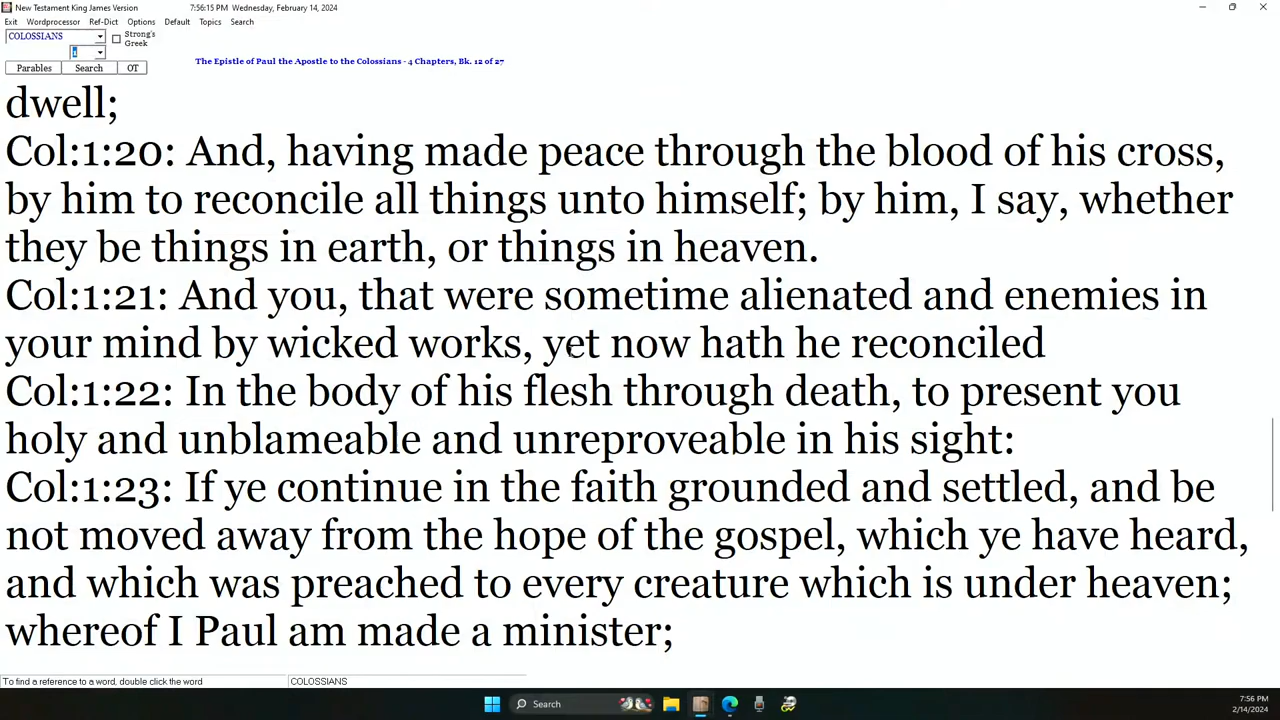 New Testament King James Version 7:56:15 PM Wednesday, February 14, 2024
Exit Wordprocessor Ref-Dict Options Default Topics Search
COLOSSIANS Strong's
Greek
1
Parables Search OT
The Epistle of Paul the Apostle to the Colossians - 4 Chapters, Bk. 12 of 27
dwell;
Col:1:20: And, having made peace through the blood of his cross,
by him to reconcile all things unto himself; by him, I say, whether
they be things in earth, or things in heaven.
Col:1:21: And you, that were sometime alienated and enemies in
your mind by wicked works, yet now hath he reconciled
Col:1:22: In the body of his flesh through death, to present you
holy and unblameable and unreproveable in his sight:
Col:1:23: If ye continue in the faith grounded and settled, and be
not moved away from the hope of the gospel, which ye have heard,
and which was preached to every creature which is under heaven;
whereof I Paul am made a minister;
To find a reference to a word, double click the word COLOSSIANS
Search
7:56 PM
2/14/2024